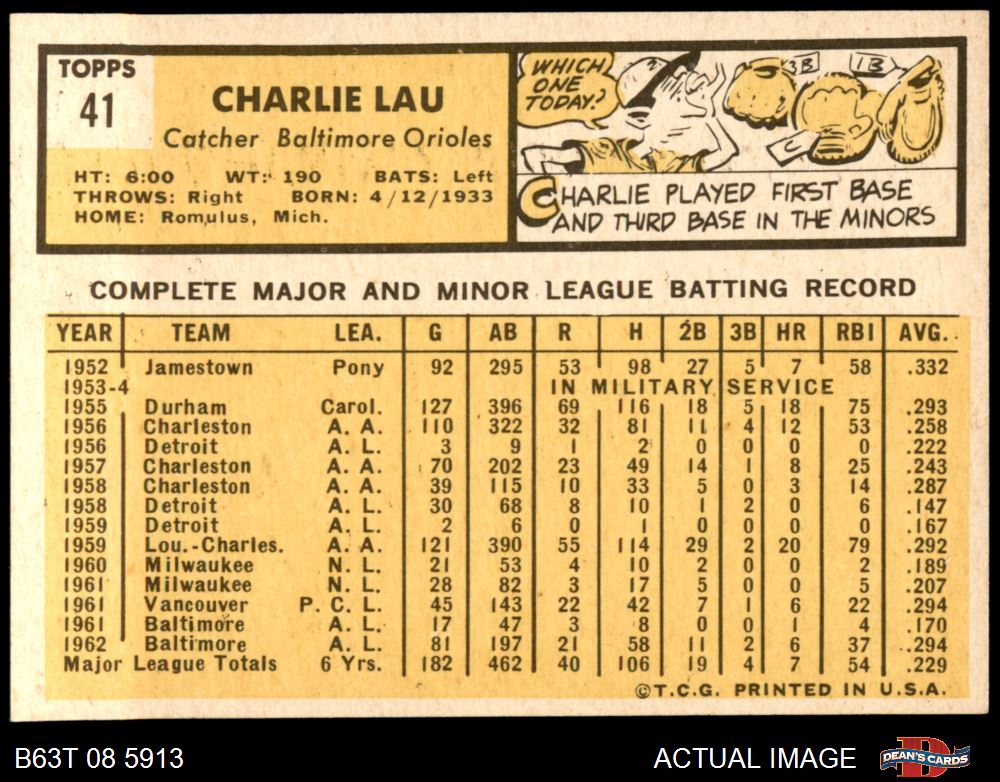 TOPPS
41
CHARLIE LAU
Catcher Baltimore Orioles
HT: 6:00 WT: 190 BATS: Left
THROWS: Right BORN: 4/12/1933
HOME: Romulus, Mich.
WHICH
ONE
TODAY?
3B
1B
C
CHARLIE PLAYED FIRST BASE
AND THIRD BASE IN THE MINORS
COMPLETE MAJOR AND MINOR LEAGUE BATTING RECORD
YEAR TEAM LEA. G AB R H 2B 3B HR RBI AVG.
1952 Jamestown Pony 92 295 53 98 27 5 7 58 .332
1953-4 IN MILITARY SERVICE
1955 Durham Carol. 127 396 69 116 18 5 18 75 .293
1956 Charleston A. A. 110 322 32 81 11 4 12 53 .258
1956 Detroit A. L. 3 9 1 2 0 0 0 0 .222
1957 Charleston A. A. 70 202 23 49 14 1 8 25 .243
1958 Charleston A. A. 39 115 10 33 5 0 3 14 .287
1958 Detroit A. L. 30 68 8 10 1 2 0 6 .147
1959 Detroit A. L. 2 6 0 1 0 0 0 0 .167
1959 Lou.-Charles. A. A. 121 390 55 114 29 2 20 79 .292
1960 Milwaukee N. L. 21 53 4 10 2 0 0 2 .189
1961 Milwaukee N. L. 28 82 3 17 5 0 0 5 .207
1961 Vancouver P. C. L. 45 143 22 42 7 1 6 22 .294
1961 Baltimore A. L. 17 47 3 8 0 0 1 4 .170
1962 Baltimore A. L. 81 197 21 58 11 2 6 37 .294
Major League Totals 6 Yrs. 182 462 40 106 19 4 7 54 .229
©T.C.G. PRINTED IN U.S.A.
B63T 08 5913
ACTUAL IMAGE
DEAN'S CARDS